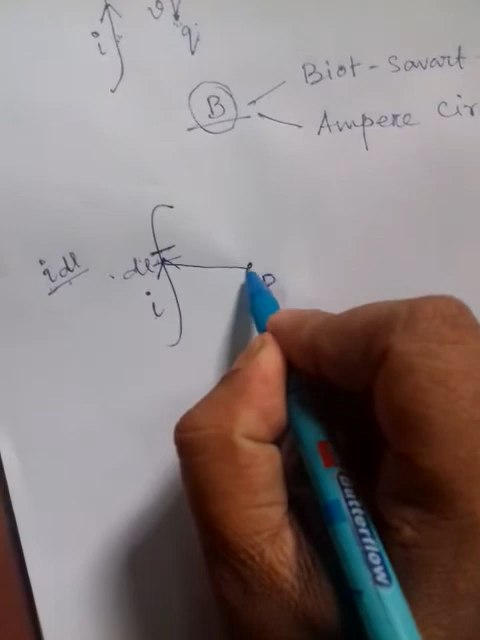 i v q
B Biot-Savart
Ampere Cir
idl . dl P
i
Butterflow